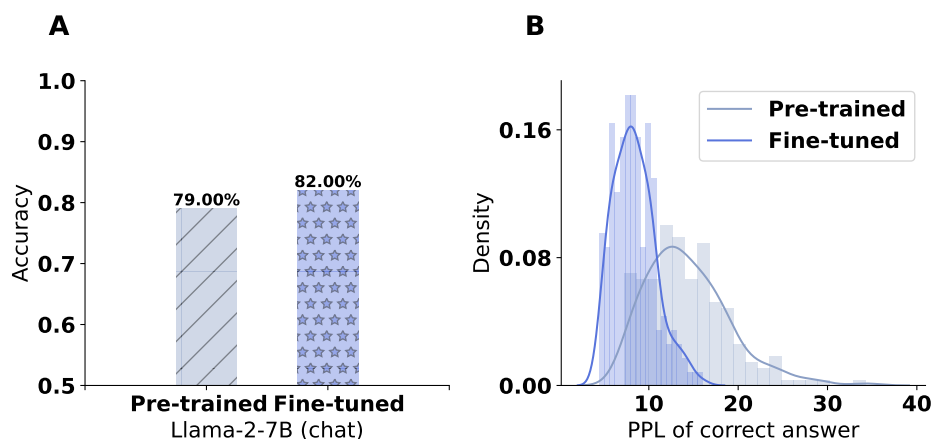 A
1.0
0.9
0.8
0.7
0.6
0.5
Accuracy
79.00%
82.00%
Pre-trained
Fine-tuned
Llama-2-7B (chat)
B
0.16
0.08
0.00
Density
Pre-trained
Fine-tuned
10
20
30
40
PPL of correct answer